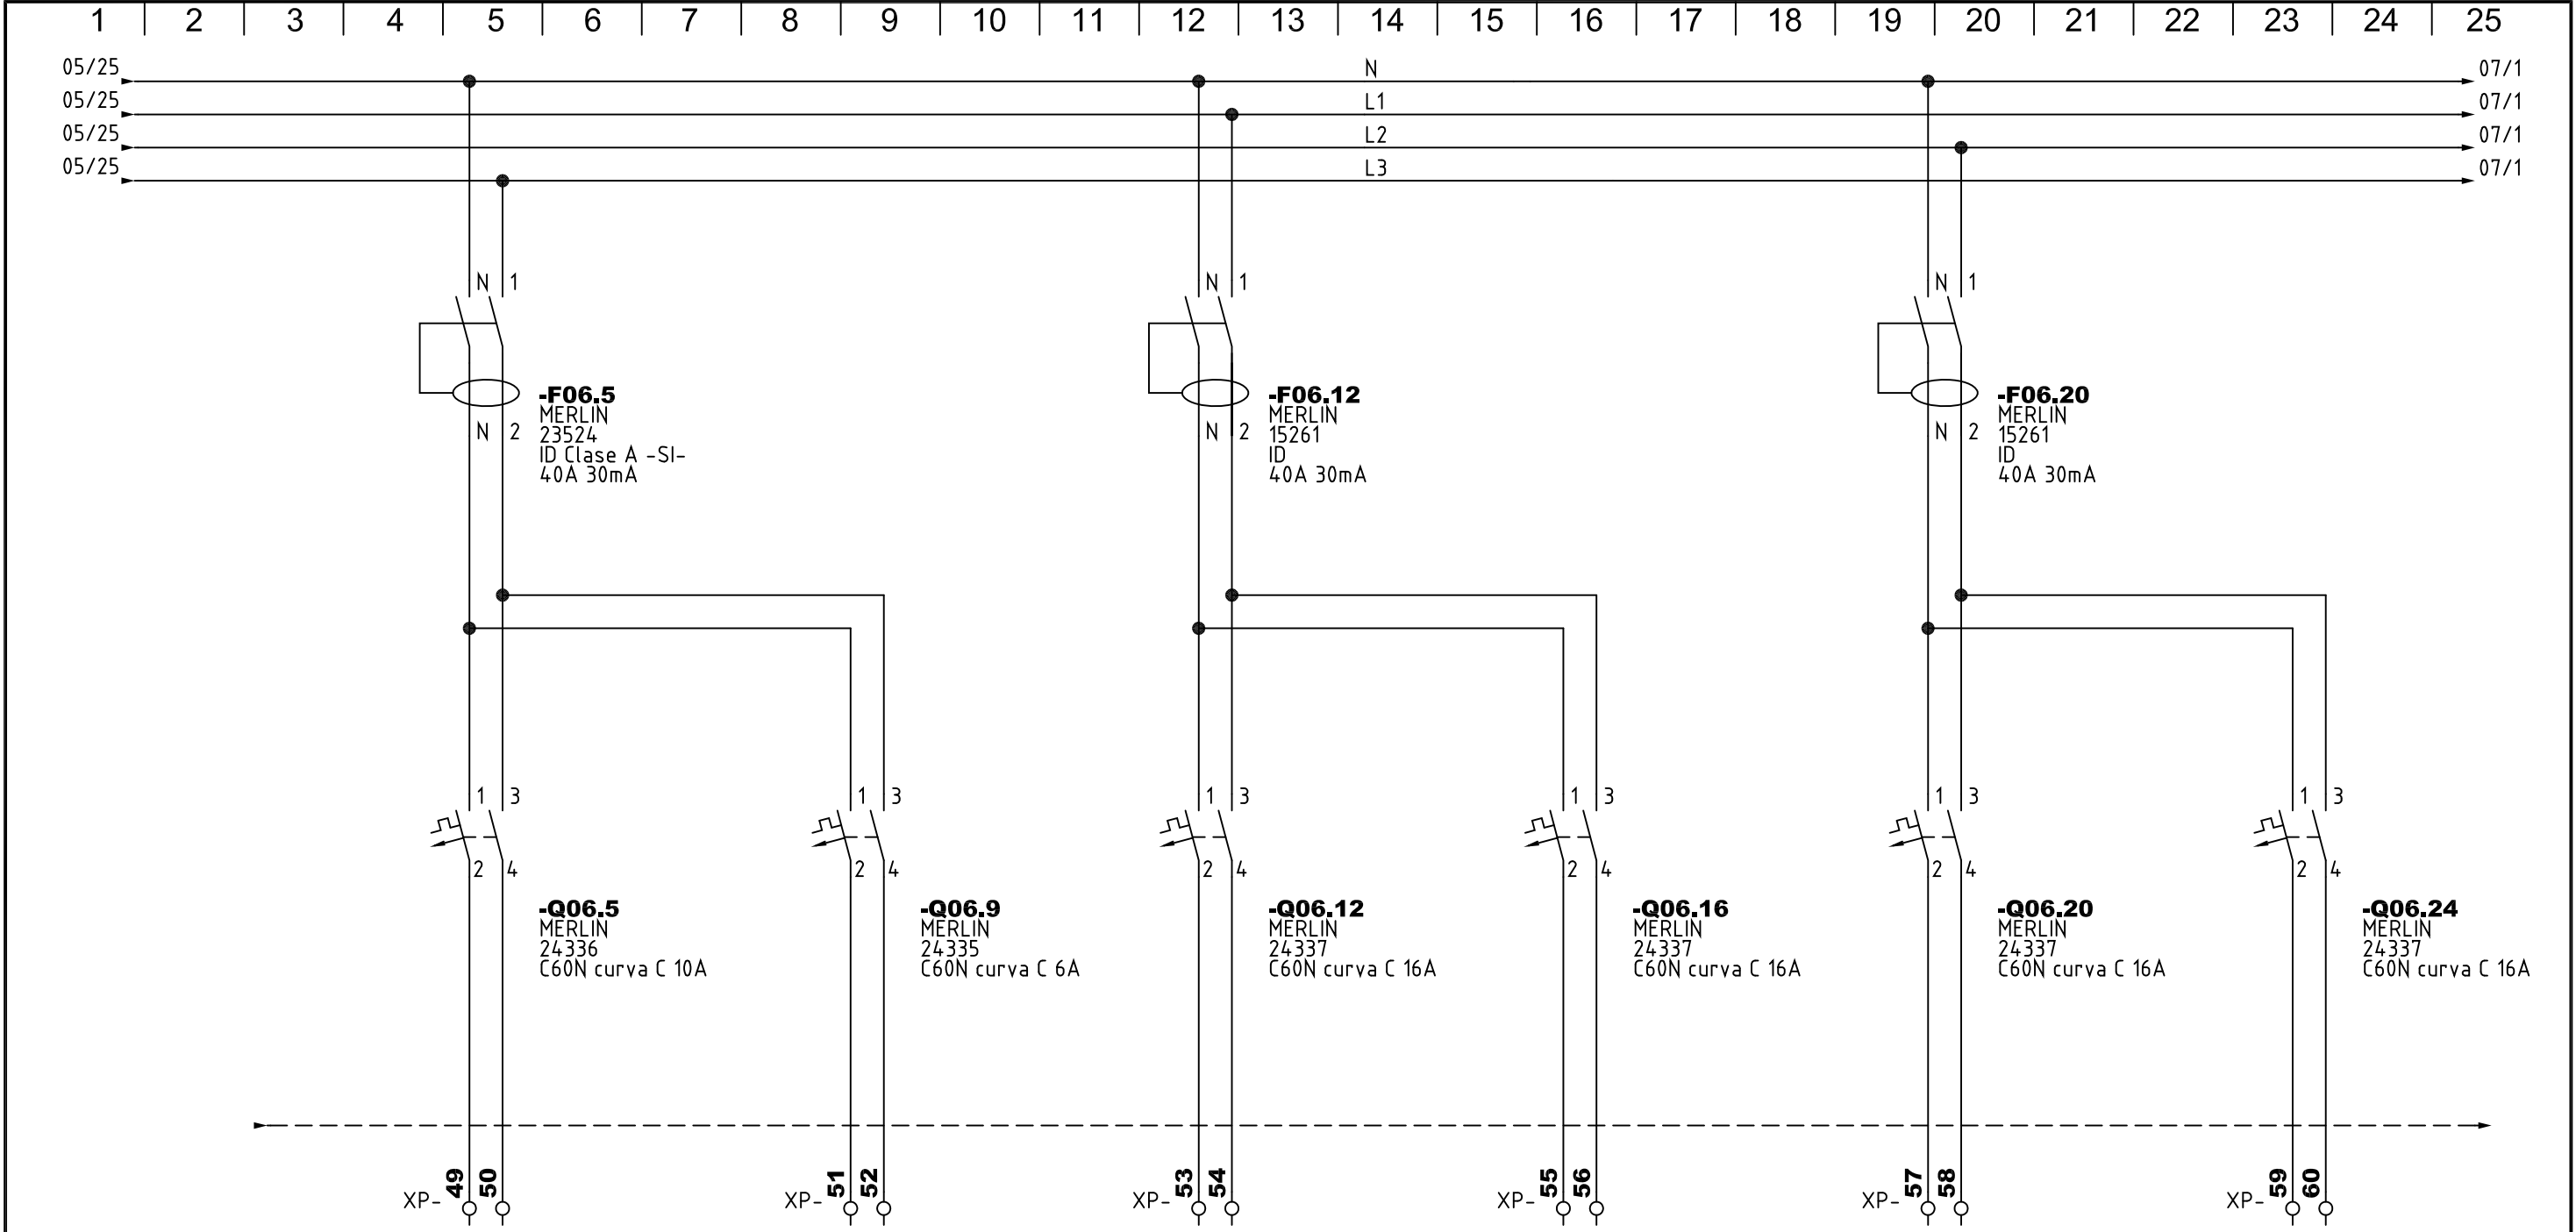 1 2 3 4 5 6 7 8 9 10 11 12 13 14 15 16 17 18 19 20 21 22 23 24 25
05/25 N 07/1
05/25 L1 07/1
05/25 L2 07/1
05/25 L3 07/1
N 1 N 1 N 1
-F06.5
MERLIN
23524
ID Clase A -SI-
40A 30mA
N 2
-F06.12
MERLIN
15261
ID
40A 30mA
N 2
-F06.20
MERLIN
15261
ID
40A 30mA
N 2
1 3 1 3 1 3 1 3 1 3 1 3
2 4 2 4 2 4 2 4 2 4 2 4
-Q06.5
MERLIN
24336
C60N curva C 10A
-Q06.9
MERLIN
24335
C60N curva C 6A
-Q06.12
MERLIN
24337
C60N curva C 16A
-Q06.16
MERLIN
24337
C60N curva C 16A
-Q06.20
MERLIN
24337
C60N curva C 16A
-Q06.24
MERLIN
24337
C60N curva C 16A
XP- 49 50
XP- 51 52
XP- 53 54
XP- 55 56
XP- 57 58
XP- 59 60